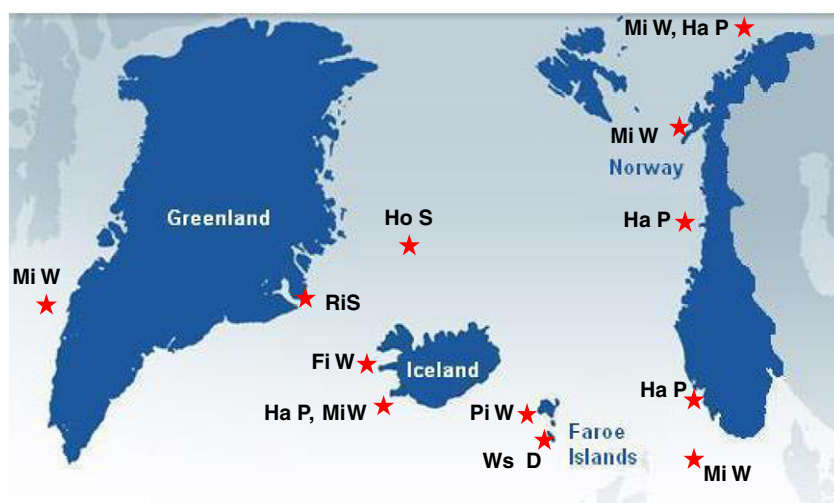 Mi W, Ha P
Mi W
Norway
Greenland
Ho S
Ha P
Mi W
RiS
Fi W
Iceland
Ha P, MiW
Pi W
Ha P
Faroe
Islands
Ws D
Mi W